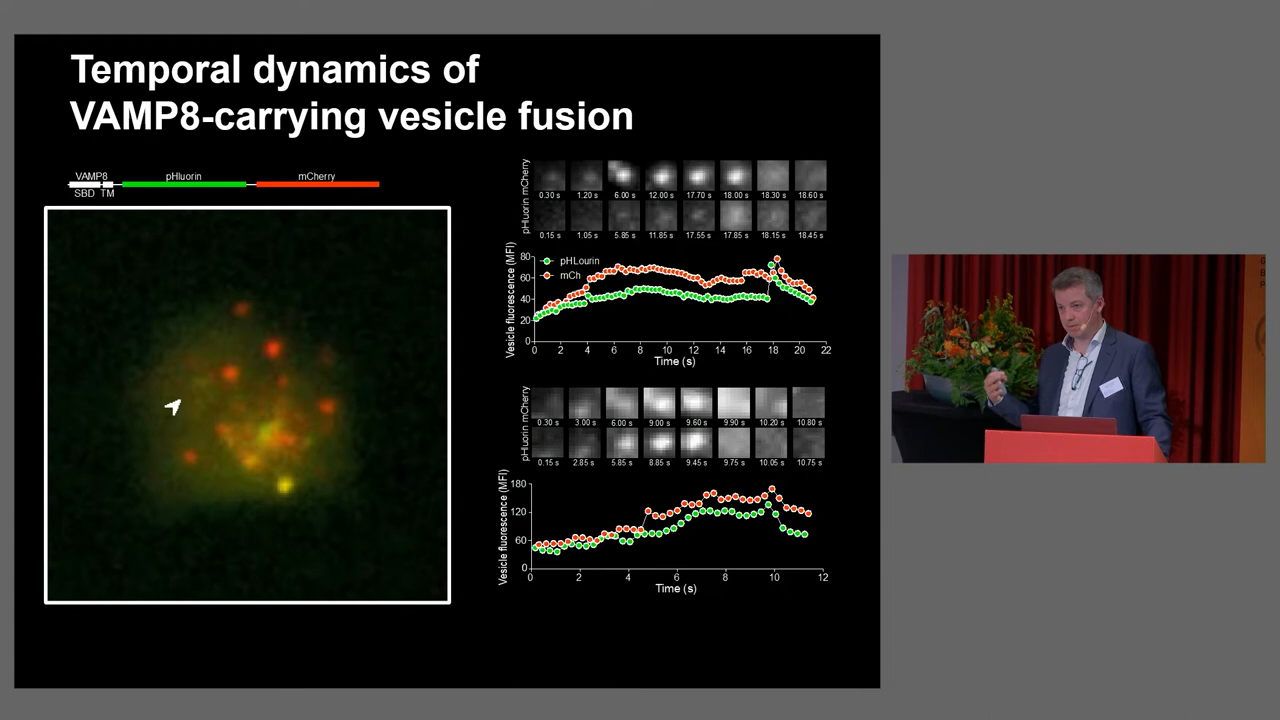 Temporal dynamics of
VAMP8-carrying vesicle fusion
VAMP8 pHluorin mCherry
SBD TM
pHluorin mCherry
0.30 s 1.20 s 6.00 s 12.00 s 17.70 s 18.00 s 18.30 s 18.60 s
0.15 s 1.05 s 5.85 s 11.85 s 17.55 s 17.85 s 18.15 s 18.45 s
Vesicle fluorescence (MFI)
80
60
40
20
0
pHLourin
mCh
0 2 4 6 8 10 12 14 16 18 20 22
Time (s)
pHluorin mCherry
0.30 s 3.00 s 6.00 s 9.00 s 9.60 s 9.90 s 10.20 s 10.80 s
0.15 s 2.85 s 5.85 s 8.85 s 9.45 s 9.75 s 10.05 s 10.75 s
Vesicle fluorescence (MFI)
180
120
60
0
0 2 4 6 8 10 12
Time (s)